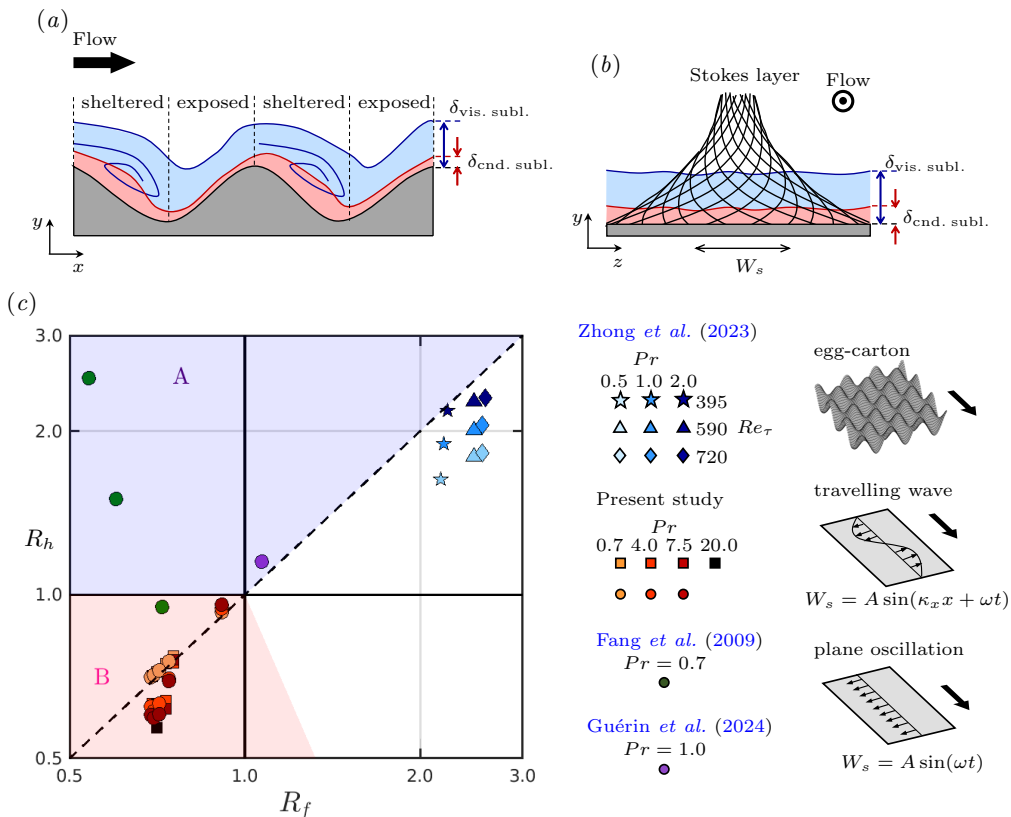 (a)
Flow
sheltered exposed sheltered exposed
δvis. subl.
δcnd. subl.
y
x
(b)
Stokes layer
Flow
δvis. subl.
δcnd. subl.
y
z
Ws
(c)
3.0
2.0
Rh
1.0
0.5
A
B
0.5 1.0 2.0 3.0
Rf
Zhong et al. (2023)
Pr
0.5 1.0 2.0
395
590 Reτ
720
Present study
Pr
0.7 4.0 7.5 20.0
Fang et al. (2009)
Pr = 0.7
Guérin et al. (2024)
Pr = 1.0
egg-carton
travelling wave
Ws = A sin(κx x + ωt)
plane oscillation
Ws = A sin(ωt)